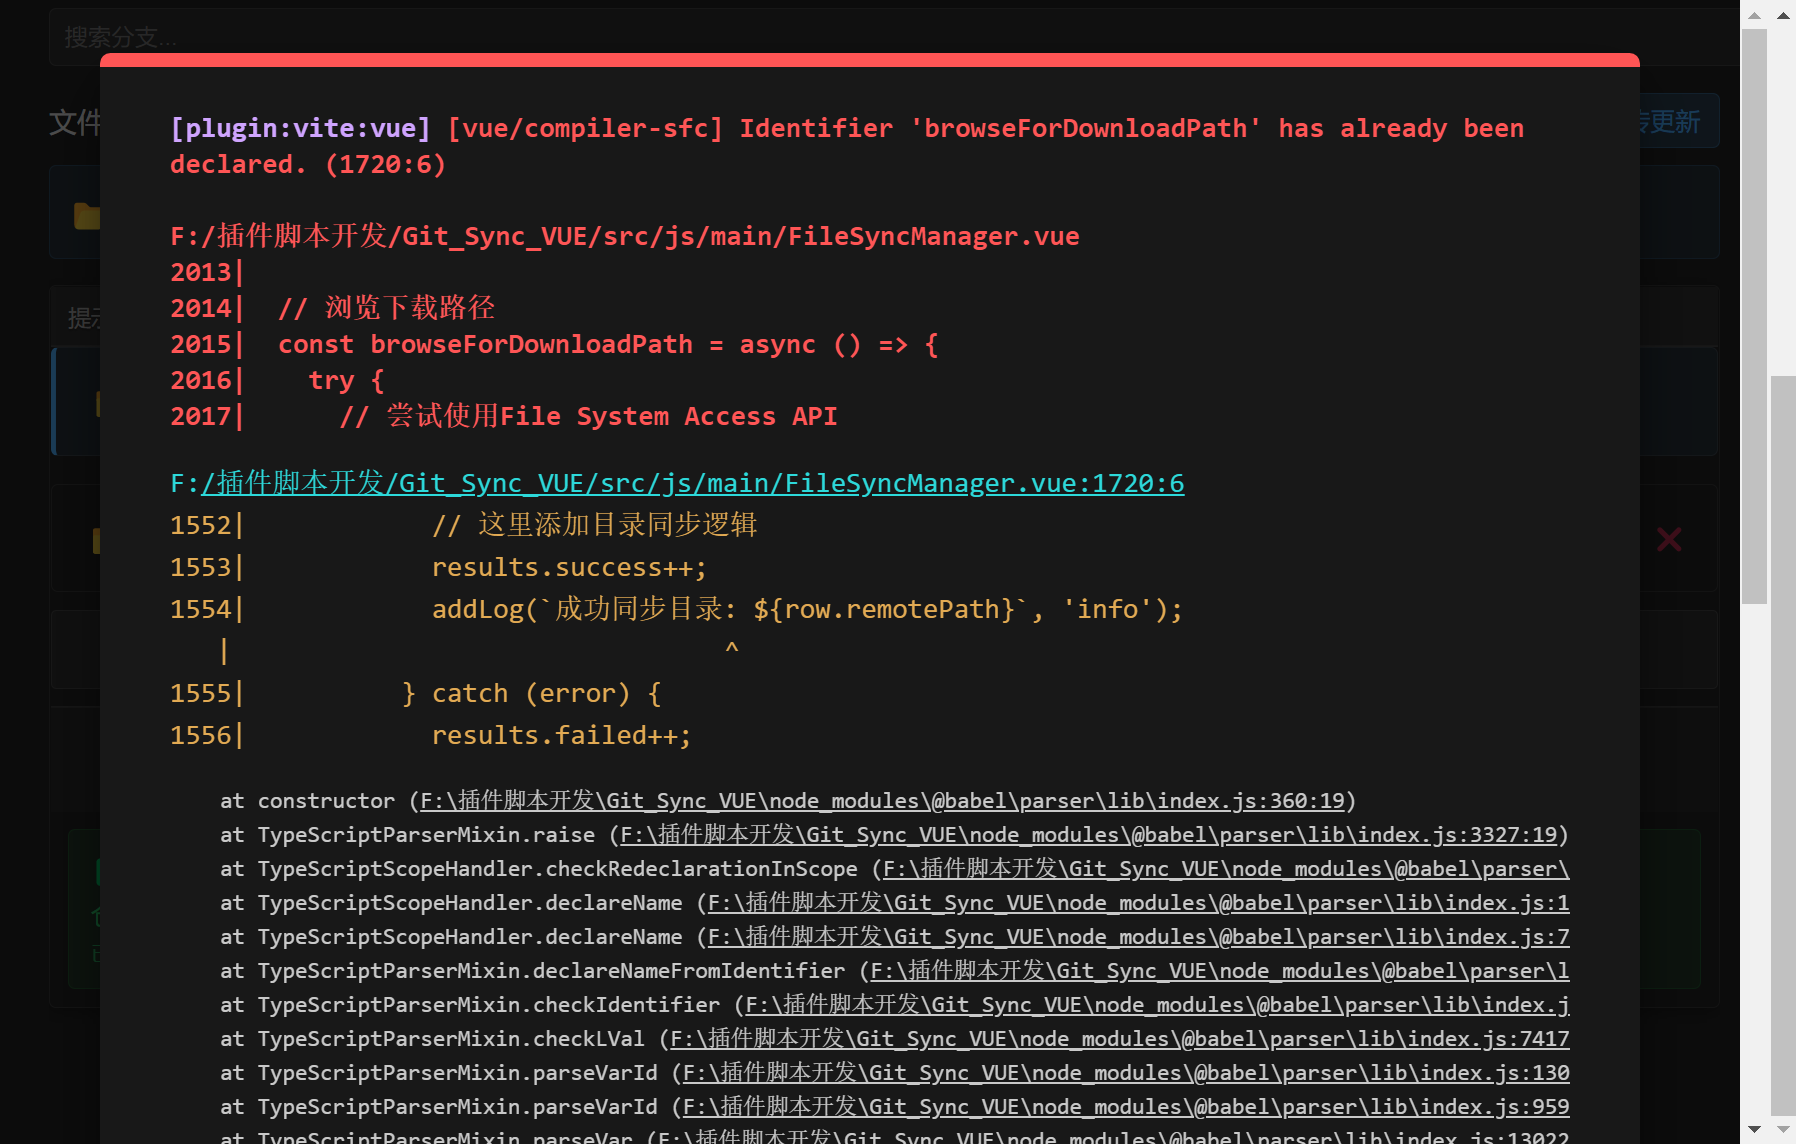 搜索分支...
文件
传更新
提示
[plugin:vite:vue] [vue/compiler-sfc] Identifier 'browseForDownloadPath' has already been
declared. (1720:6)
F:/插件脚本开发/Git_Sync_VUE/src/js/main/FileSyncManager.vue
2013|
2014|  // 浏览下载路径
2015|  const browseForDownloadPath = async () => {
2016|    try {
2017|      // 尝试使用File System Access API
F:/插件脚本开发/Git_Sync_VUE/src/js/main/FileSyncManager.vue:1720:6
1552|            // 这里添加目录同步逻辑
1553|            results.success++;
1554|            addLog(`成功同步目录: ${row.remotePath}`, 'info');
   |                                ^
1555|          } catch (error) {
1556|            results.failed++;
at constructor (F:\插件脚本开发\Git_Sync_VUE\node_modules\@babel\parser\lib\index.js:360:19)
at TypeScriptParserMixin.raise (F:\插件脚本开发\Git_Sync_VUE\node_modules\@babel\parser\lib\index.js:3327:19)
at TypeScriptScopeHandler.checkRedeclarationInScope (F:\插件脚本开发\Git_Sync_VUE\node_modules\@babel\parser\
at TypeScriptScopeHandler.declareName (F:\插件脚本开发\Git_Sync_VUE\node_modules\@babel\parser\lib\index.js:1
at TypeScriptScopeHandler.declareName (F:\插件脚本开发\Git_Sync_VUE\node_modules\@babel\parser\lib\index.js:7
at TypeScriptParserMixin.declareNameFromIdentifier (F:\插件脚本开发\Git_Sync_VUE\node_modules\@babel\parser\l
at TypeScriptParserMixin.checkIdentifier (F:\插件脚本开发\Git_Sync_VUE\node_modules\@babel\parser\lib\index.j
at TypeScriptParserMixin.checkLVal (F:\插件脚本开发\Git_Sync_VUE\node_modules\@babel\parser\lib\index.js:7417
at TypeScriptParserMixin.parseVarId (F:\插件脚本开发\Git_Sync_VUE\node_modules\@babel\parser\lib\index.js:130
at TypeScriptParserMixin.parseVarId (F:\插件脚本开发\Git_Sync_VUE\node_modules\@babel\parser\lib\index.js:959
at TypeScriptParserMixin.parseVar (F:\插件脚本开发\Git_Sync_VUE\node_modules\@babel\parser\lib\index.js:13022